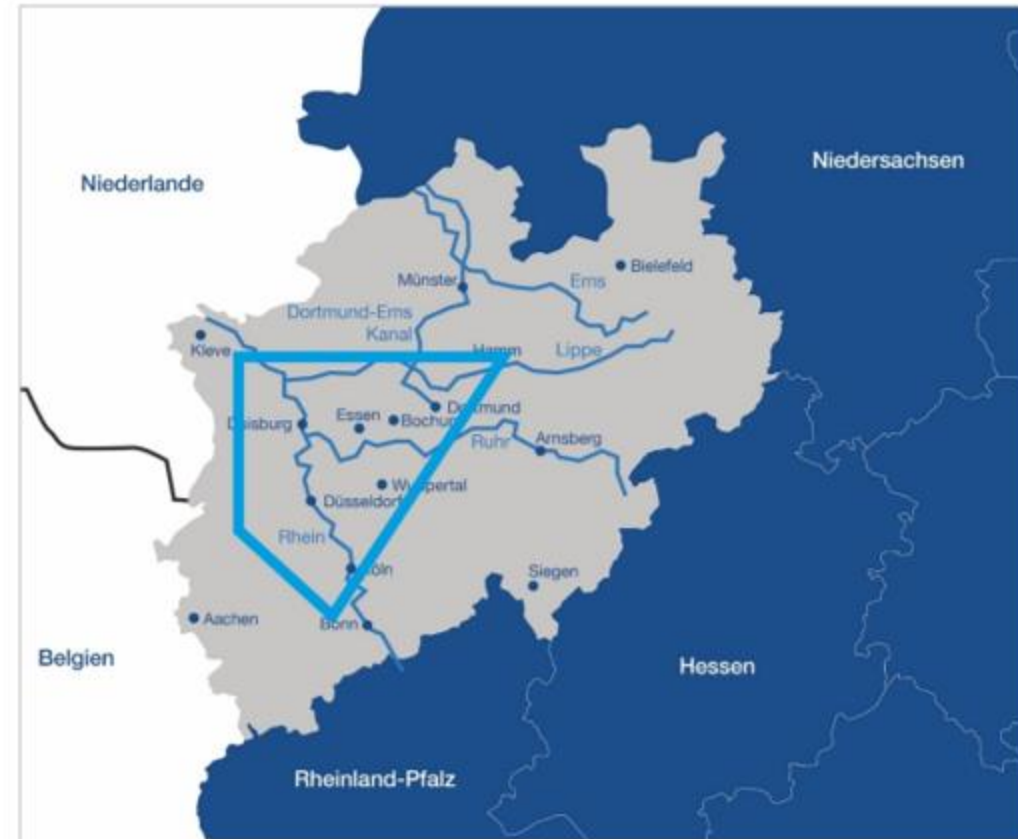 Niedersachsen
Niederlande
Bielefeld
Münster
Ems
Dortmund-Ems
Kanal
Kleve
Hamm
Lippe
Dortmund
Essen
Bochum
Duisburg
Ruhr
Arnsberg
Wuppertal
Düsseldorf
Rhein
Köln
Siegen
Aachen
Bonn
Belgien
Hessen
Rheinland-Pfalz